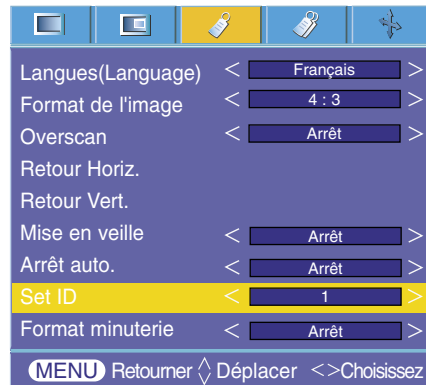 Langues(Language) < Français >
Format de l'image < 4 : 3 >
Overscan < Arrêt >
Retour Horiz.
Retour Vert.
Mise en veille < Arrêt >
Arrêt auto. < Arrêt >
Set ID < 1 >
Format minuterie < Arrêt >
MENU Retourner ◊ Déplacer <>Choisissez